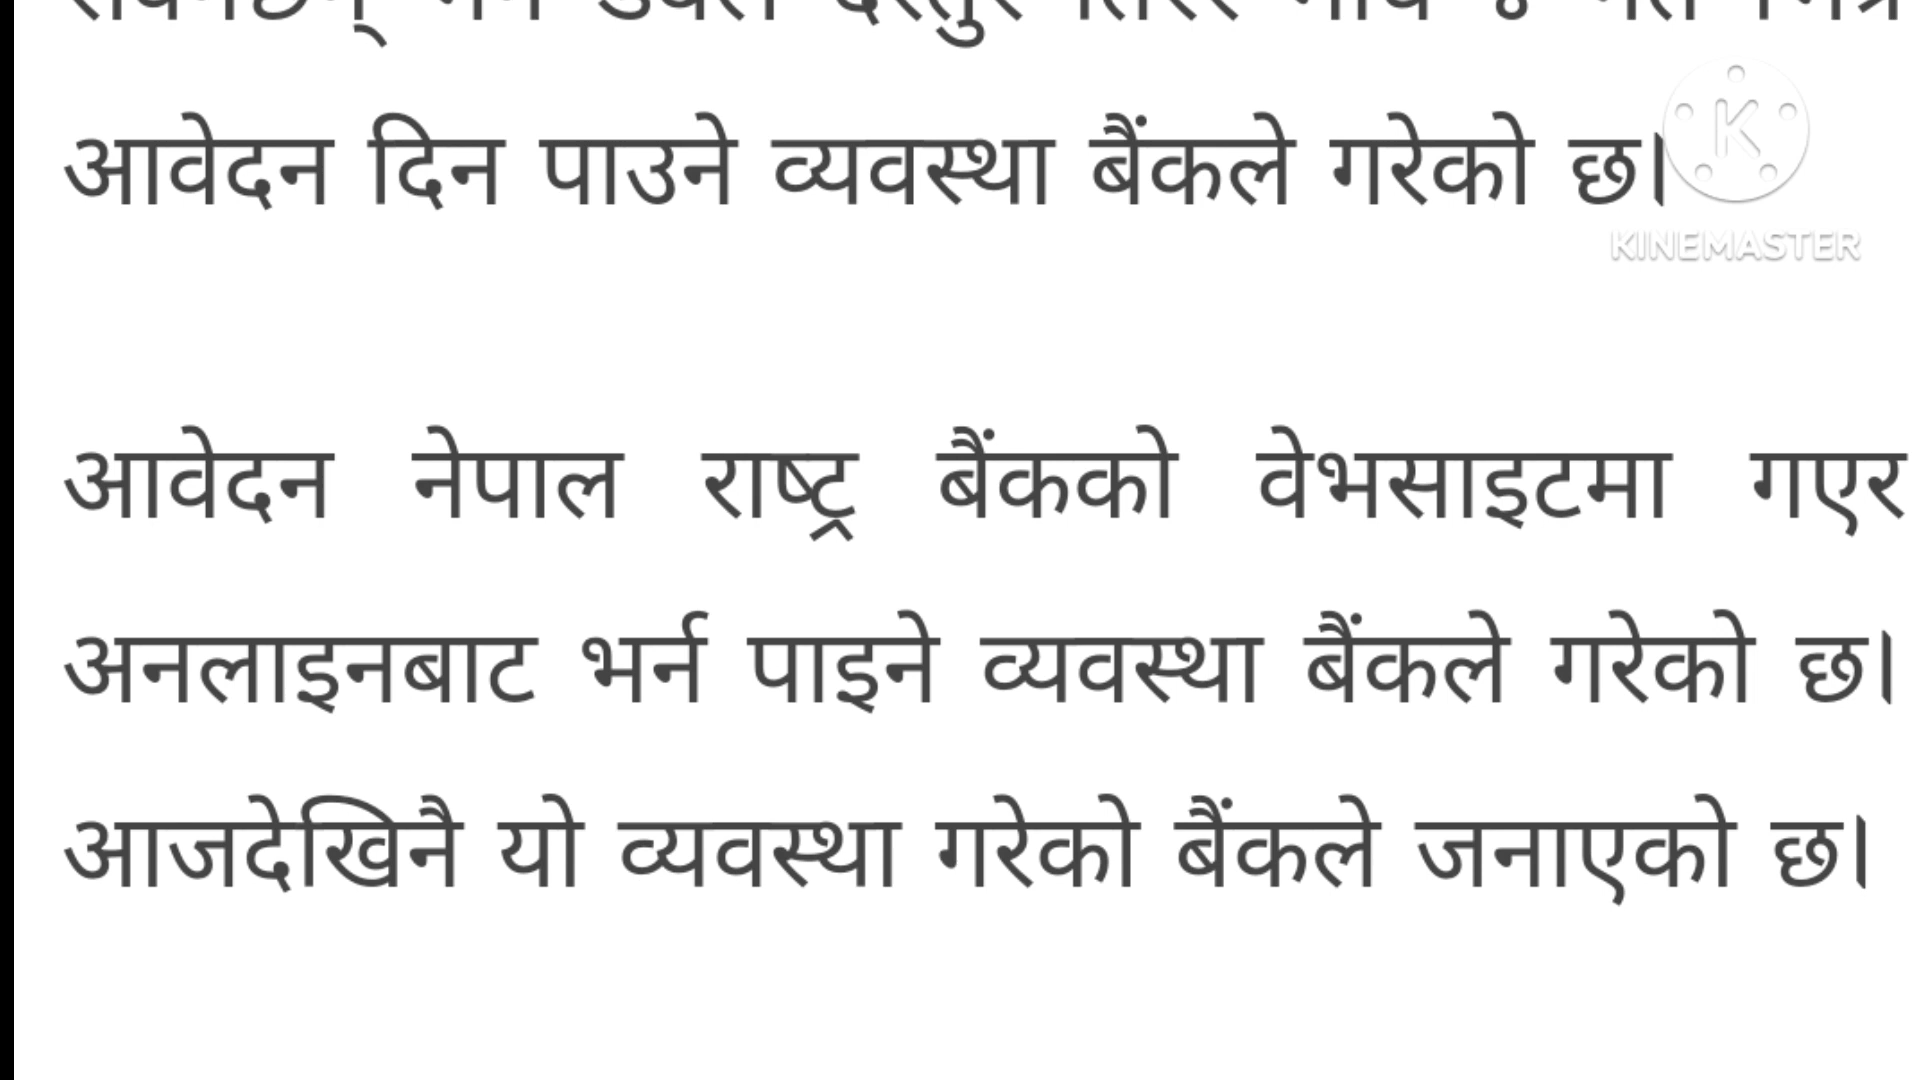 आवेदन दिन पाउने व्यवस्था बैंकले गरेको छ।
KINEMASTER
आवेदन नेपाल राष्ट्र बैंकको वेभसाइटमा गएर
अनलाइनबाट भर्न पाइने व्यवस्था बैंकले गरेको छ।
आजदेखिनै यो व्यवस्था गरेको बैंकले जनाएको छ।